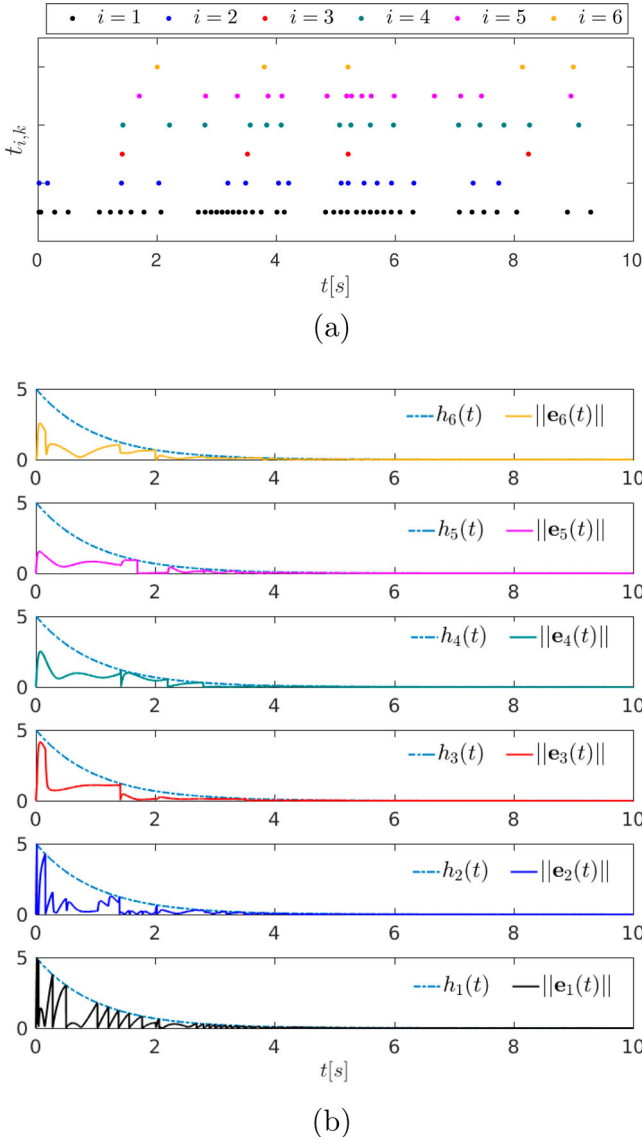 i = 1 i = 2 i = 3 i = 4 i = 5 i = 6
t_{i,k}
0 2 4 6 8 10
t[s]
(a)
5
h_6(t) ||e_6(t)||
0
0 2 4 6 8 10
5
h_5(t) ||e_5(t)||
0
0 2 4 6 8 10
5
h_4(t) ||e_4(t)||
0
0 2 4 6 8 10
5
h_3(t) ||e_3(t)||
0
0 2 4 6 8 10
5
h_2(t) ||e_2(t)||
0
0 2 4 6 8 10
5
h_1(t) ||e_1(t)||
0
0 2 4 6 8 10
t[s]
(b)